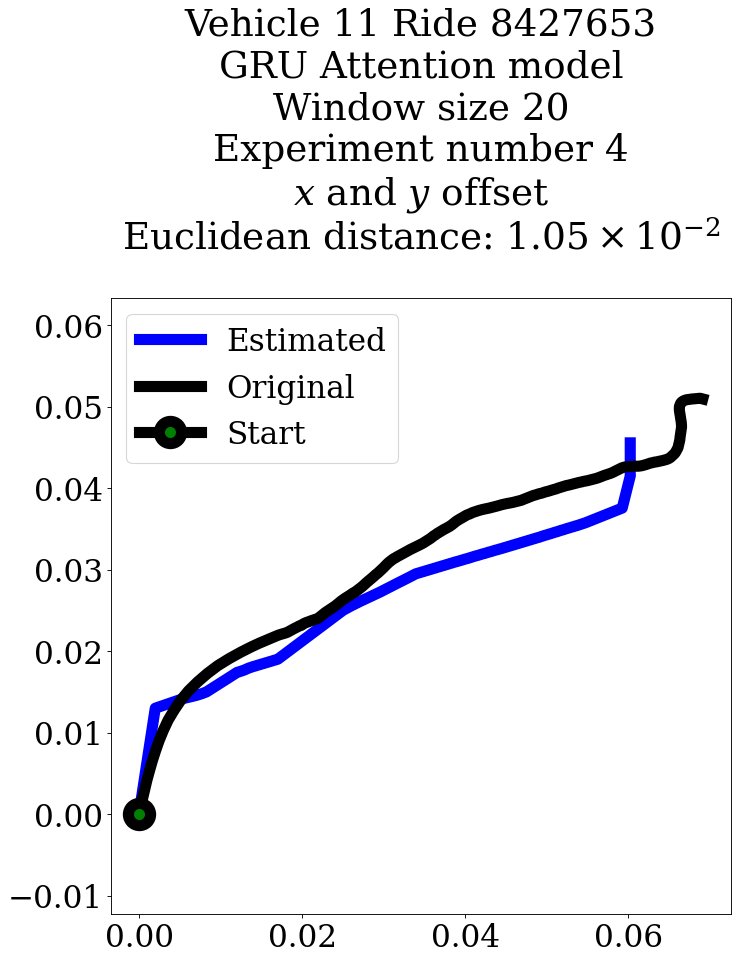 Vehicle 11 Ride 8427653
GRU Attention model
Window size 20
Experiment number 4
x and y offset
Euclidean distance: 1.05 × 10⁻²
Estimated
Original
Start
0.06
0.05
0.04
0.03
0.02
0.01
0.00
−0.01
0.00 0.02 0.04 0.06